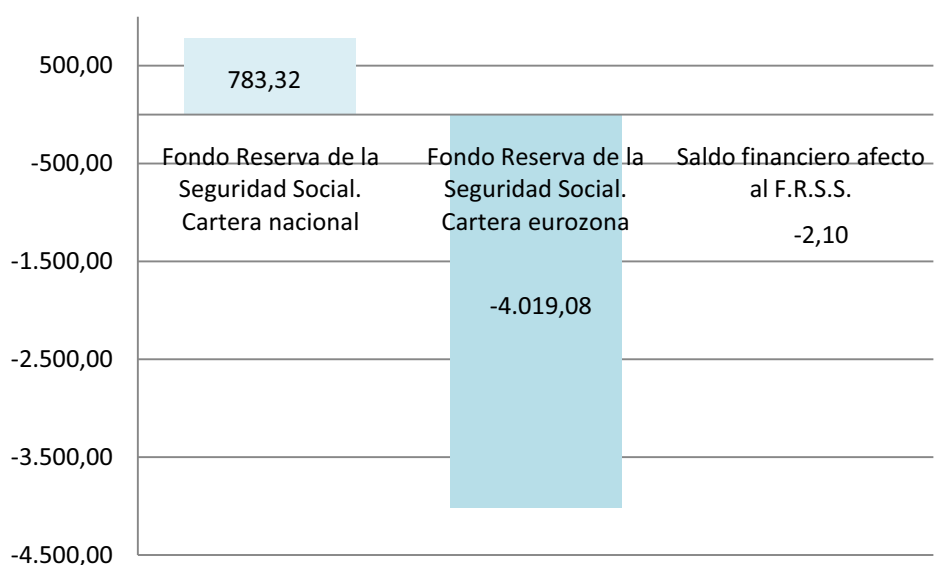 500,00
-500,00
-1.500,00
-2.500,00
-3.500,00
-4.500,00
783,32
Fondo Reserva de la
Seguridad Social.
Cartera nacional
Fondo Reserva de la
Seguridad Social.
Cartera eurozona
-4.019,08
Saldo financiero afecto
al F.R.S.S.
-2,10